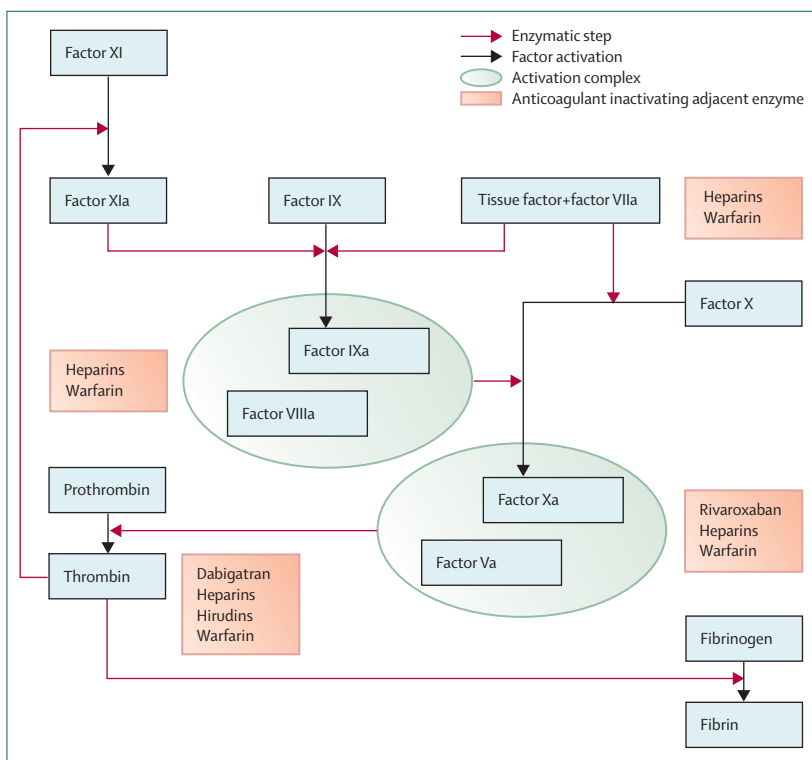 Factor XI
Enzymatic step
Factor activation
Activation complex
Anticoagulant inactivating adjacent enzyme
Factor XIa
Factor IX
Tissue factor+factor VIIa
Heparins
Warfarin
Factor X
Factor IXa
Heparins
Warfarin
Factor VIIIa
Prothrombin
Factor Xa
Rivaroxaban
Heparins
Warfarin
Factor Va
Thrombin
Dabigatran
Heparins
Hirudins
Warfarin
Fibrinogen
Fibrin